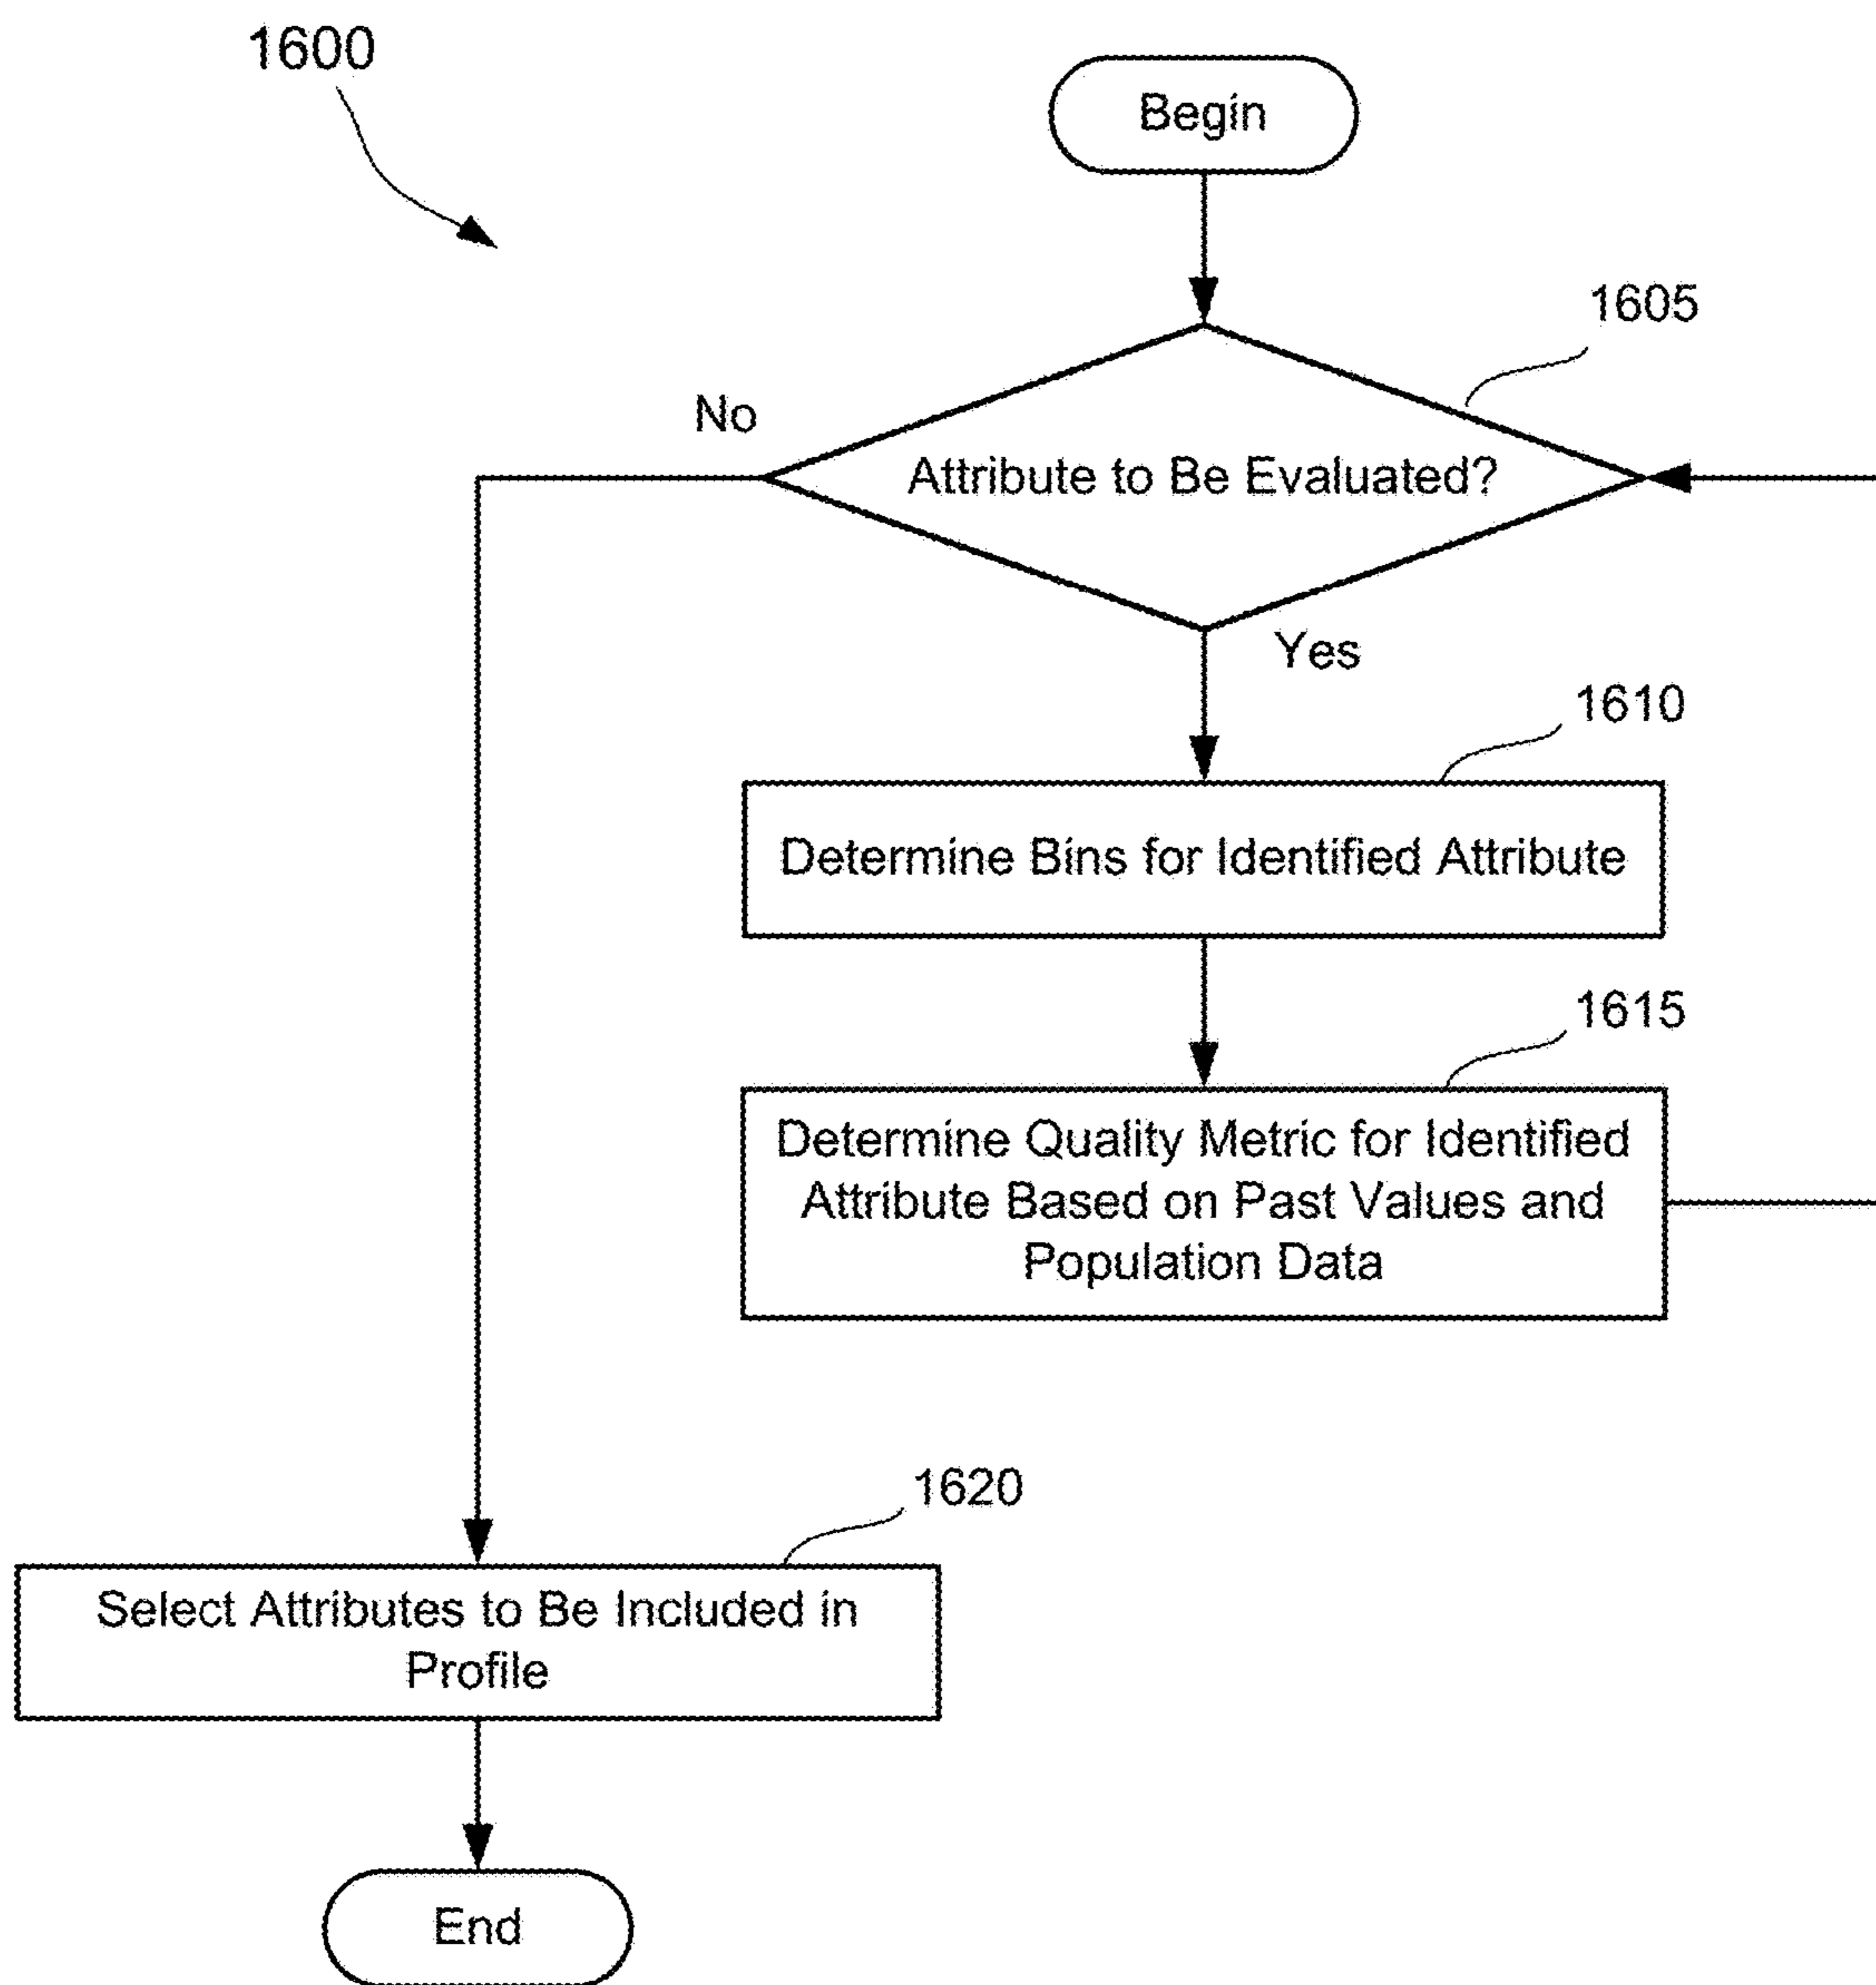 1600
Begin
1605
No
Attribute to Be Evaluated?
Yes
1610
Determine Bins for Identified Attribute
1615
Determine Quality Metric for Identified
Attribute Based on Past Values and
Population Data
1620
Select Attributes to Be Included in
Profile
End